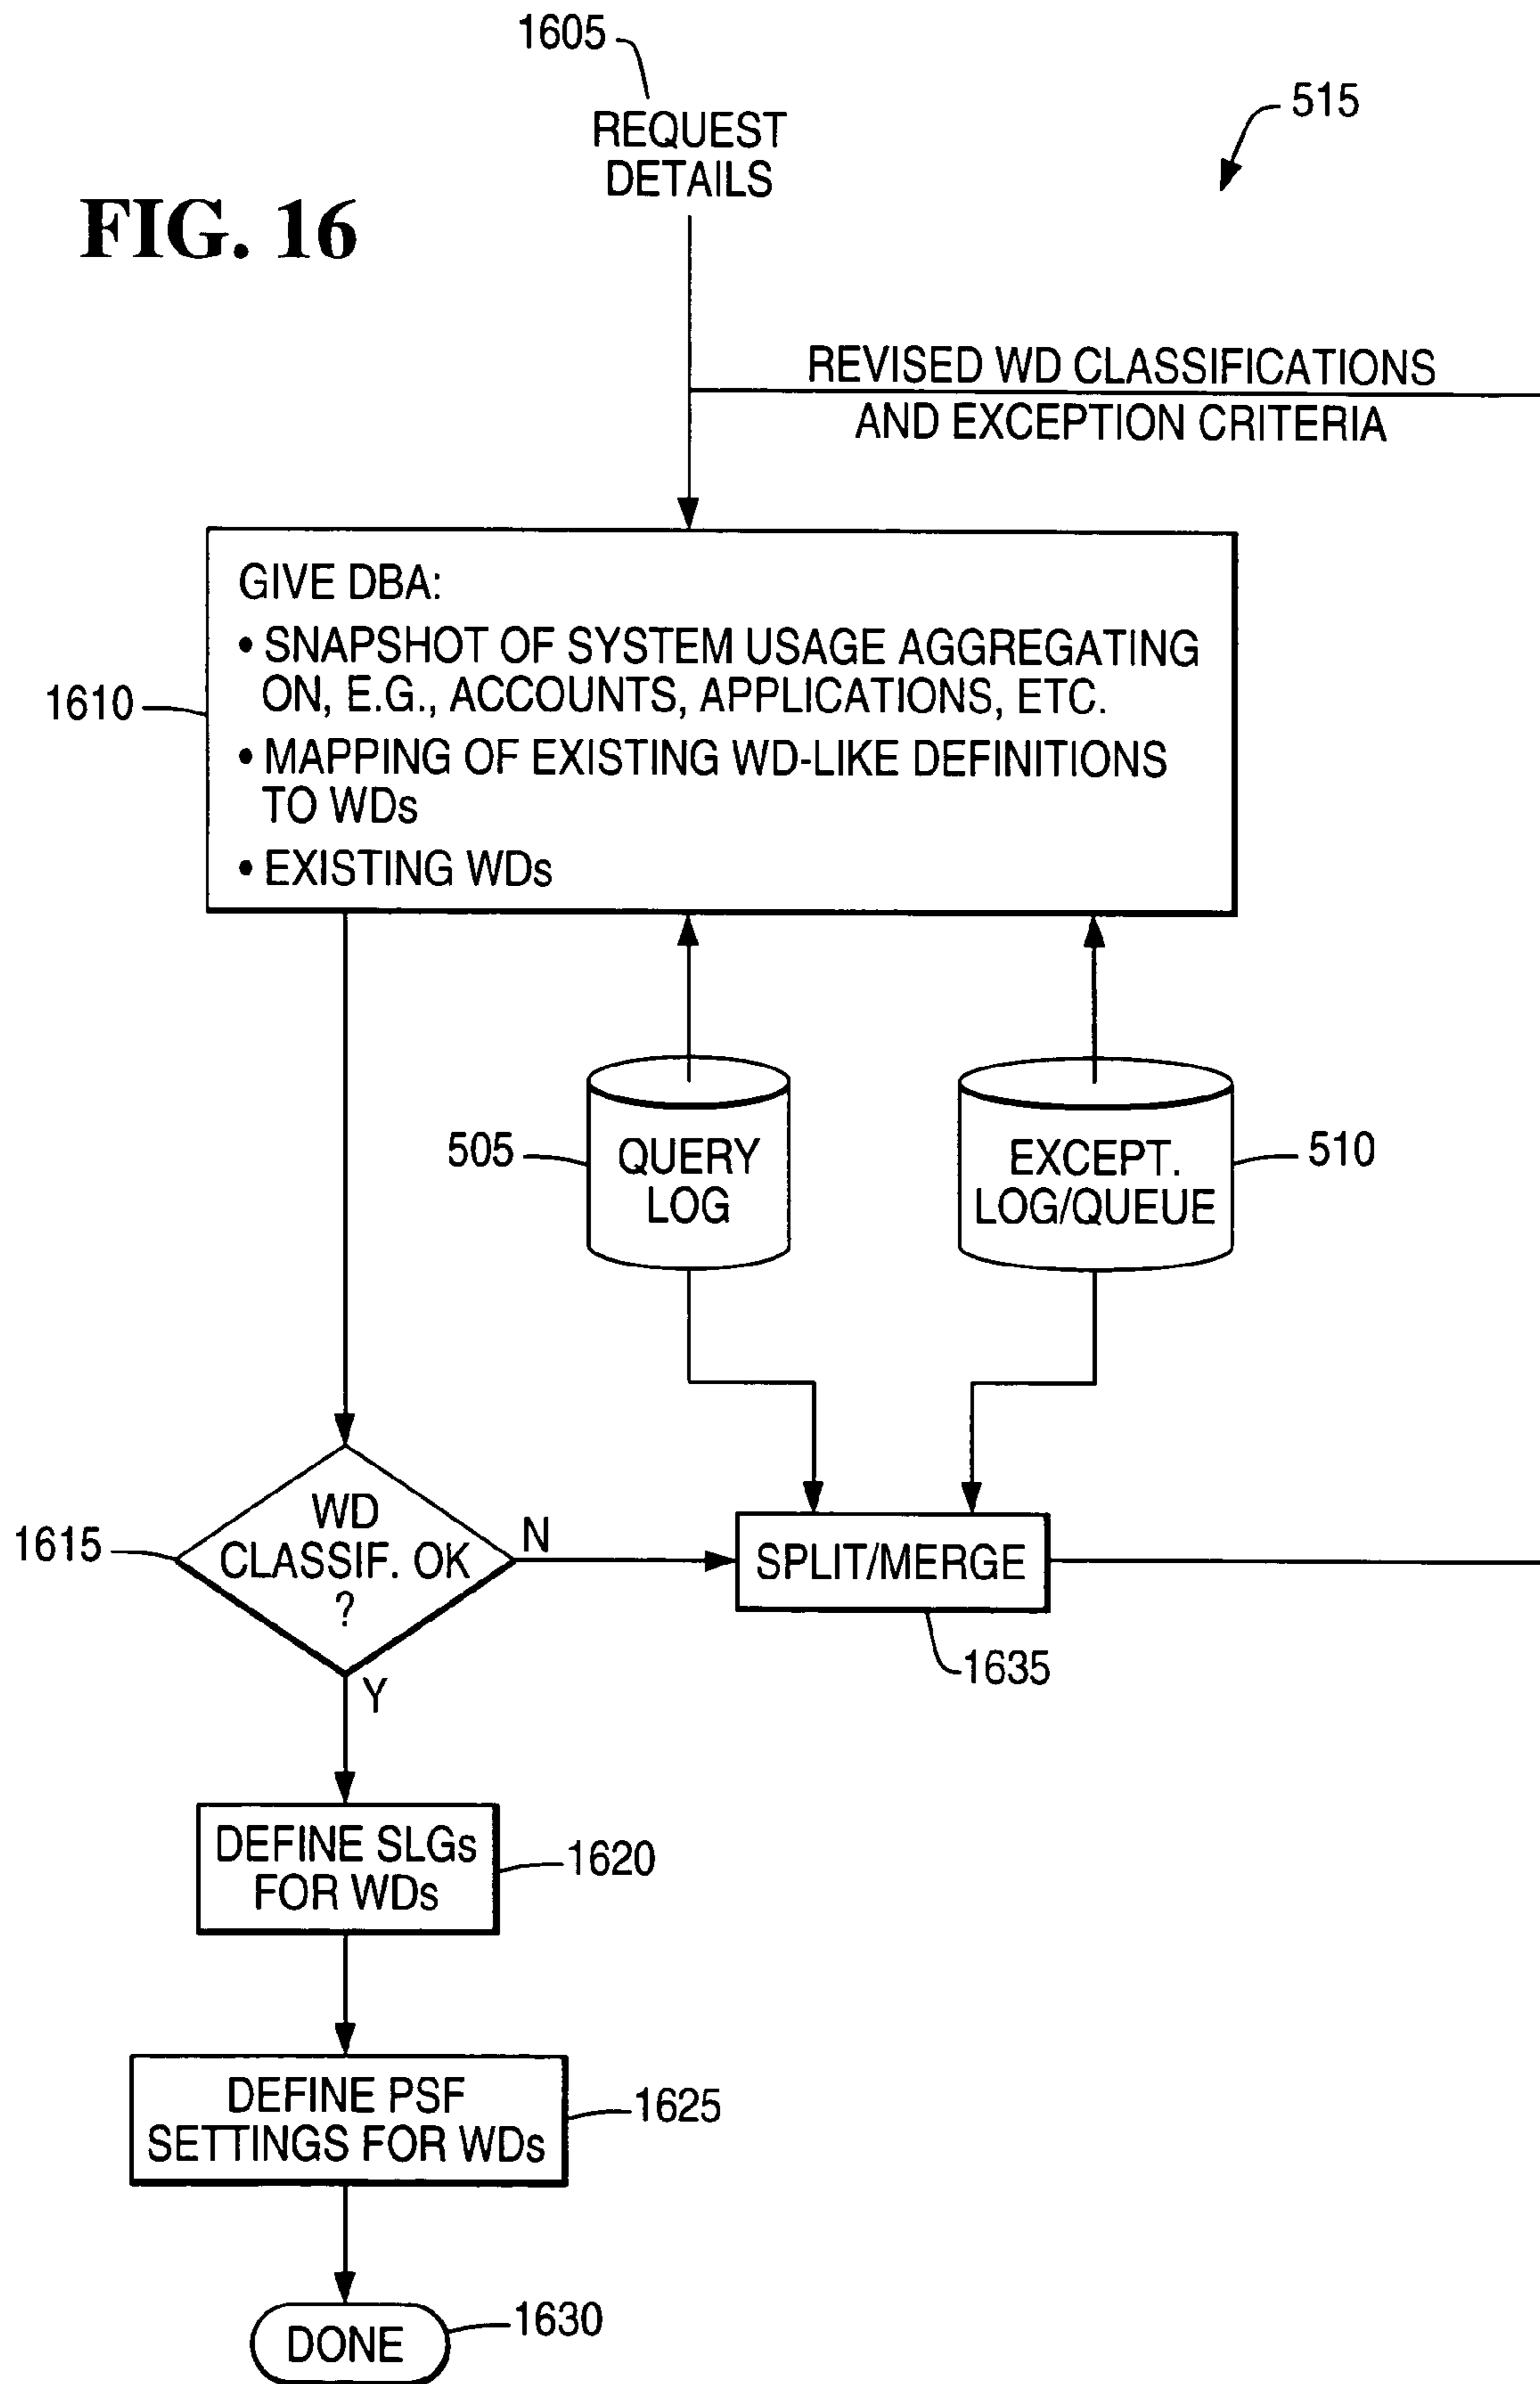 1605
REQUEST
DETAILS
515
FIG. 16
REVISED WD CLASSIFICATIONS
AND EXCEPTION CRITERIA
GIVE DBA:
• SNAPSHOT OF SYSTEM USAGE AGGREGATING
ON, E.G., ACCOUNTS, APPLICATIONS, ETC.
• MAPPING OF EXISTING WD-LIKE DEFINITIONS
TO WDs
• EXISTING WDs
1610
505
QUERY
LOG
EXCEPT.
LOG/QUEUE
510
1615
WD
CLASSIF. OK
?
N
SPLIT/MERGE
1635
Y
DEFINE SLGs
FOR WDs
1620
DEFINE PSF
SETTINGS FOR WDs
1625
DONE
1630